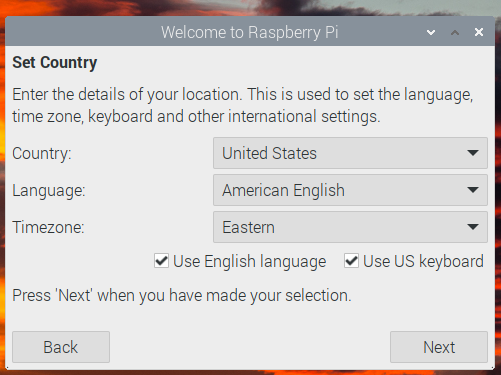 Welcome to Raspberry Pi
Set Country
Enter the details of your location. This is used to set the language,
time zone, keyboard and other international settings.
Country: United States
Language: American English
Timezone: Eastern
Use English language Use US keyboard
Press 'Next' when you have made your selection.
Back Next